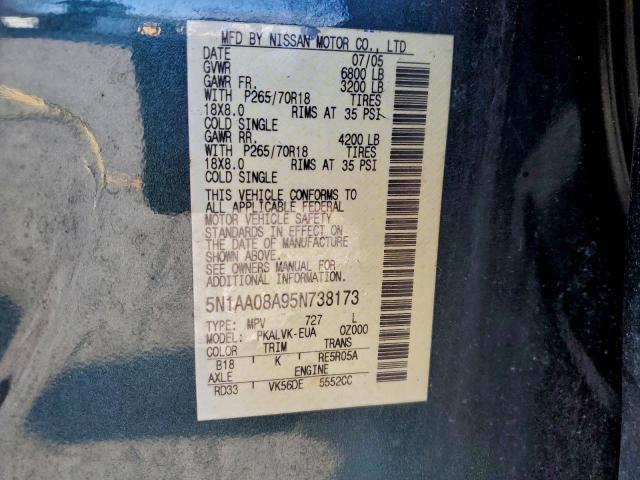 MFD BY NISSAN MOTOR CO., LTD
DATE 07/05
GVWR 6800 LB
GAWR FR. 3200 LB
WITH P265/70R18 TIRES
18X8.0 RIMS AT 35 PSI
COLD SINGLE
GAWR RR. 4200 LB
WITH P265/70R18 TIRES
18X8.0 RIMS AT 35 PSI
COLD SINGLE
THIS VEHICLE CONFORMS TO
ALL APPLICABLE FEDERAL
MOTOR VEHICLE SAFETY
STANDARDS IN EFFECT ON
THE DATE OF MANUFACTURE
SHOWN ABOVE.
SEE OWNERS MANUAL FOR
ADDITIONAL INFORMATION.
5N1AA08A95N738173
TYPE: MPV 727 L
MODEL: PKALVK-EUA 0Z000
COLOR TRIM TRANS
B18 K RE5R05A
AXLE ENGINE
RD33 VK56DE 5552CC